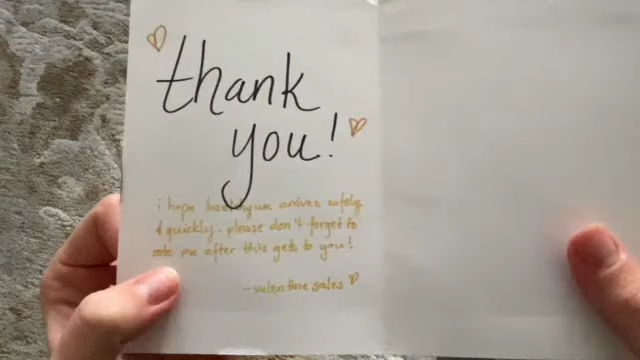 thank
you!
i hope baekhyun arrives safely
& quickly. please don't forget to
rate me after this gets to you!
-valentine sales